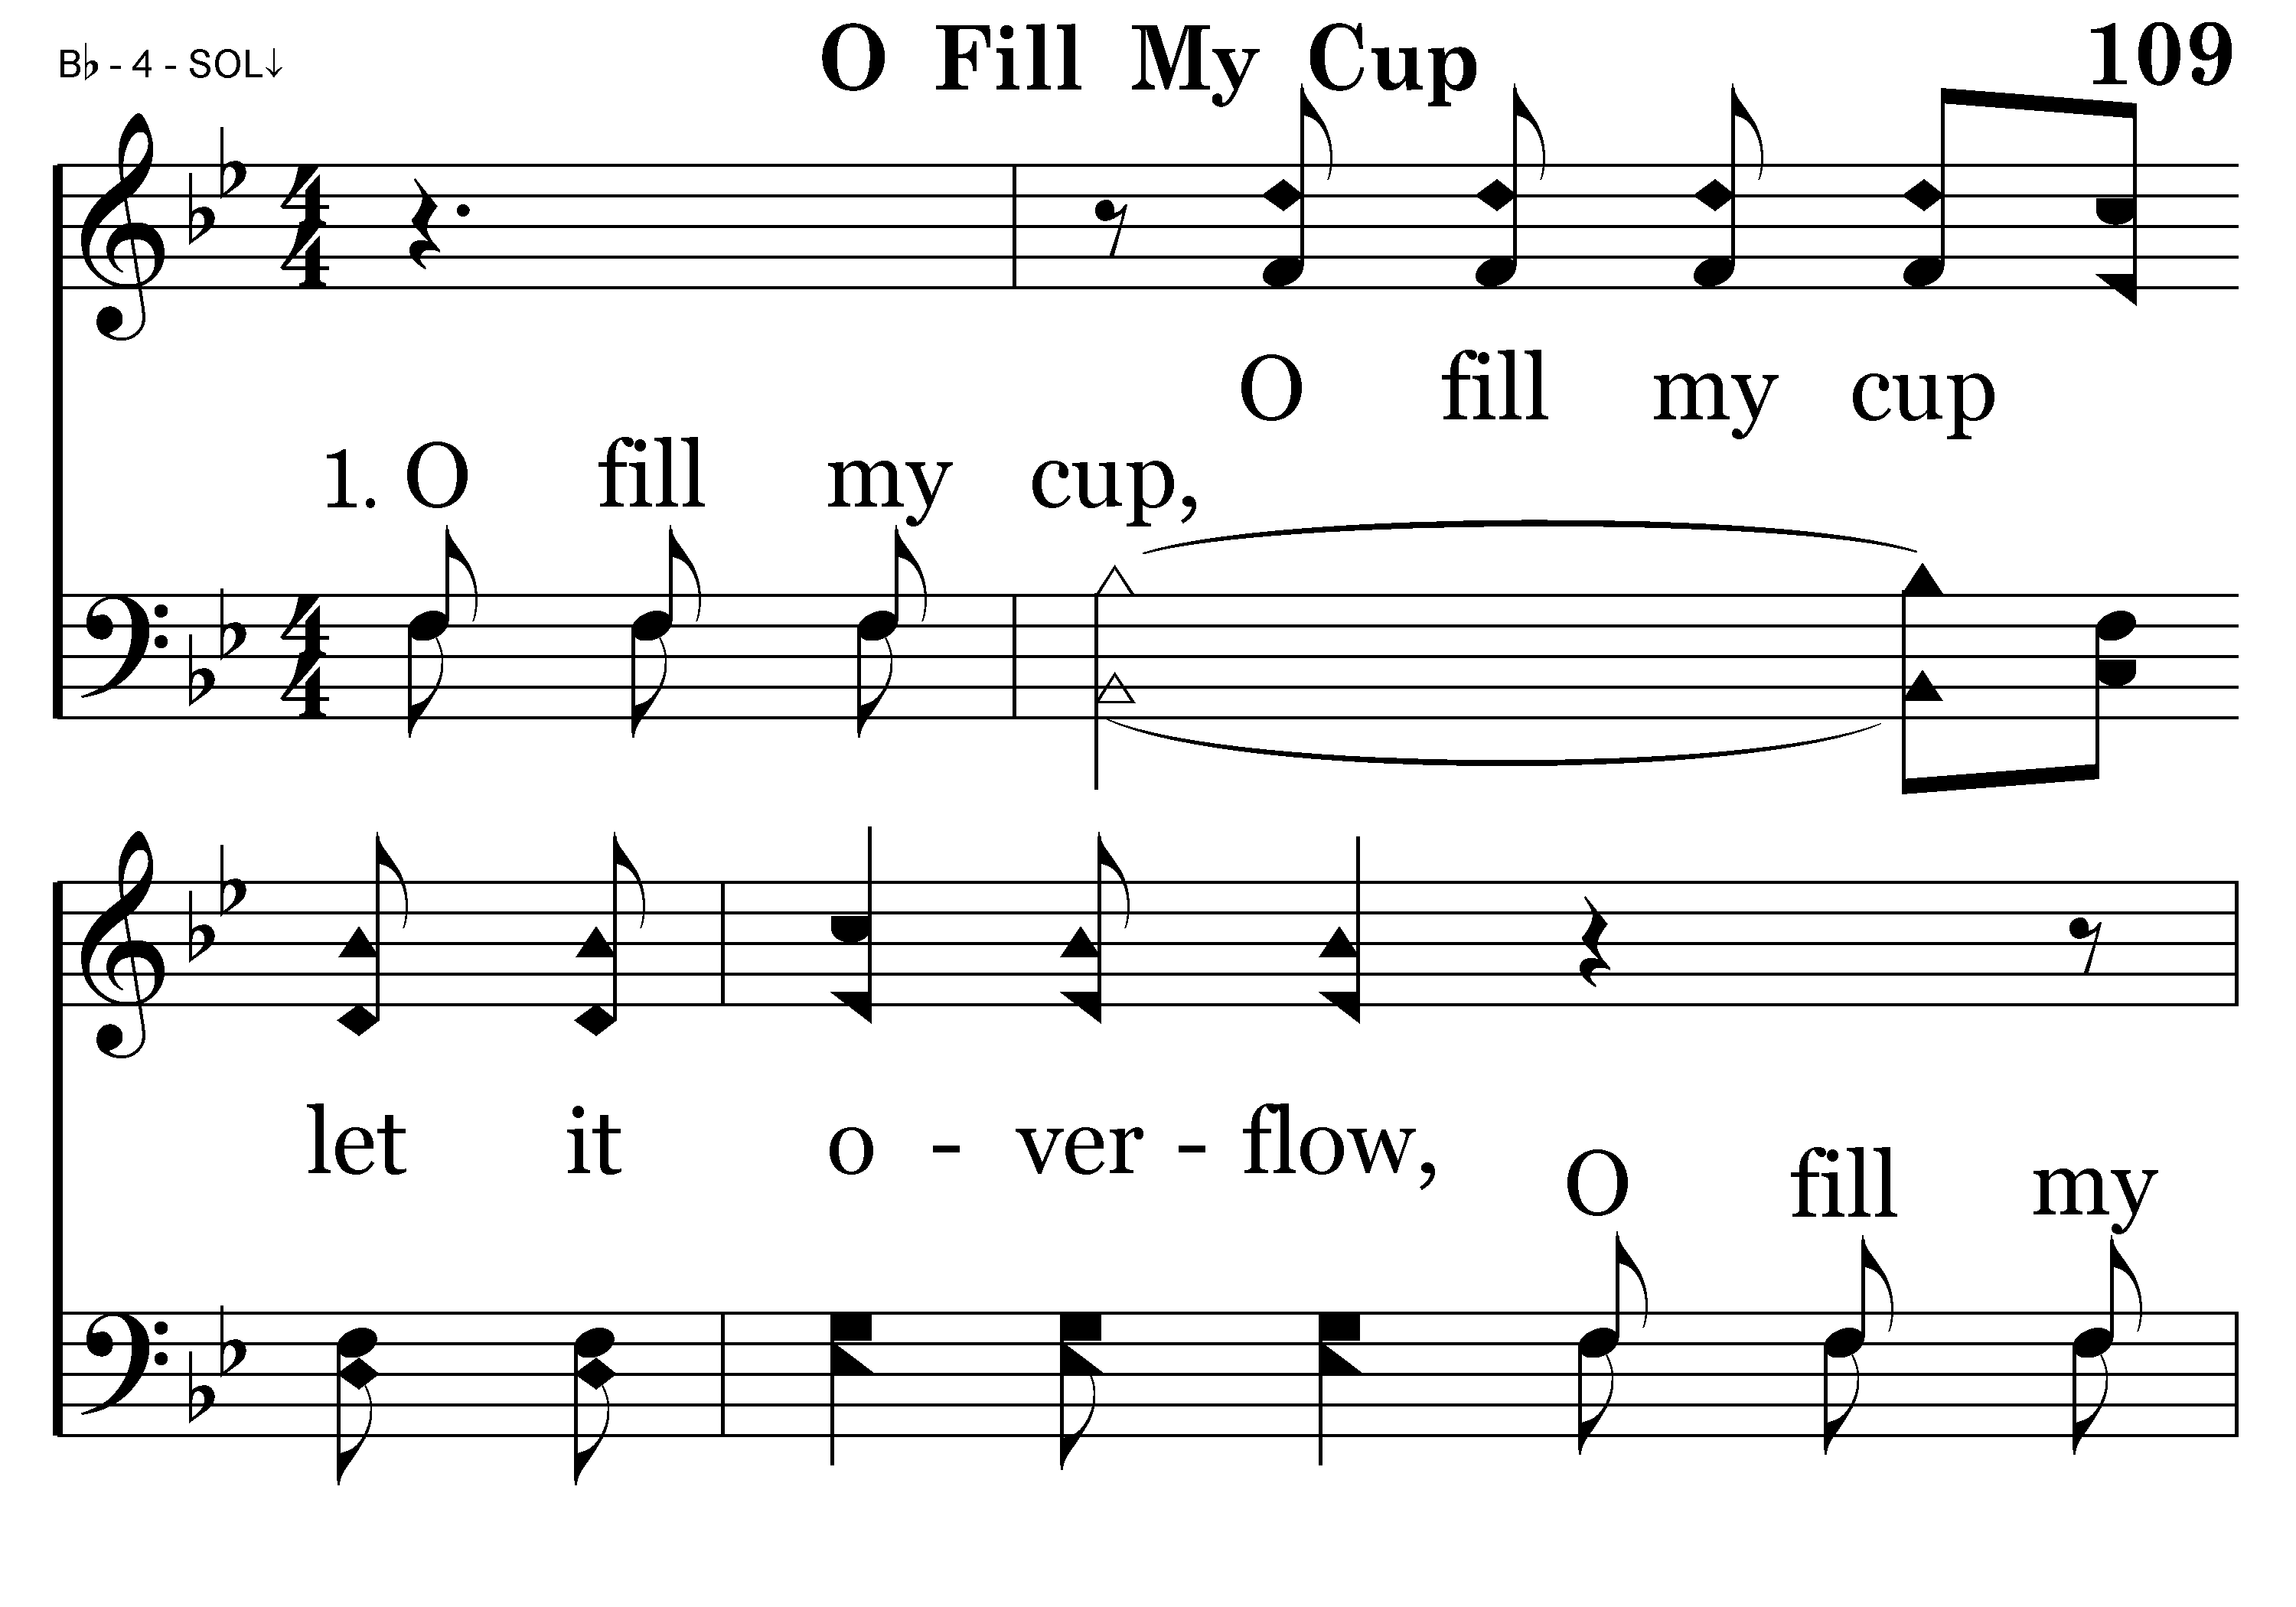 B♭ - 4 - SOL↓ O Fill My Cup 109
O fill my cup
1. O fill my cup,
let it o - ver - flow,
O fill my